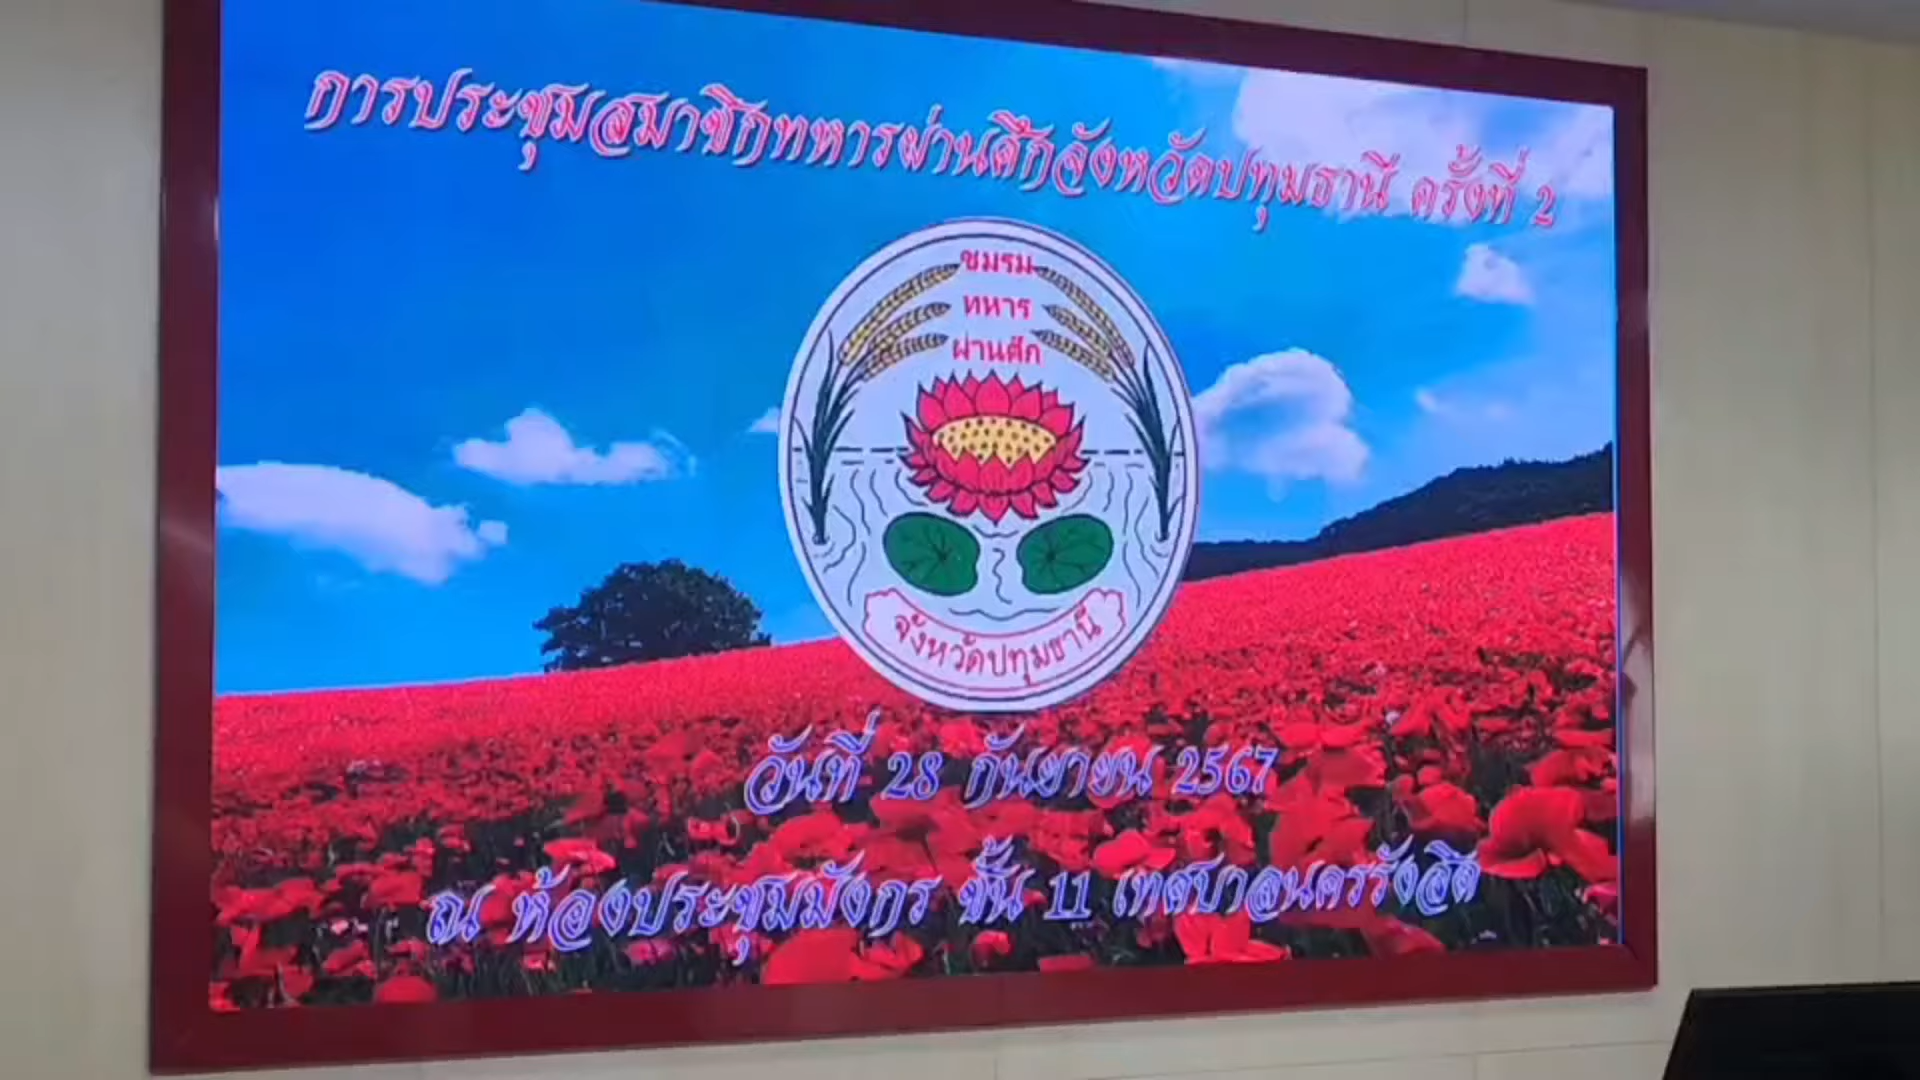 การประชุมสมาชิกทหารผ่านศึกจังหวัดปทุมธานี ครั้งที่ 2
ชมรม
ทหาร
ผ่านศึก
จังหวัดปทุมธานี
วันที่ 28 กันยายน 2567
ณ ห้องประชุมมังกร ชั้น 11 เทศบาลนครรังสิต